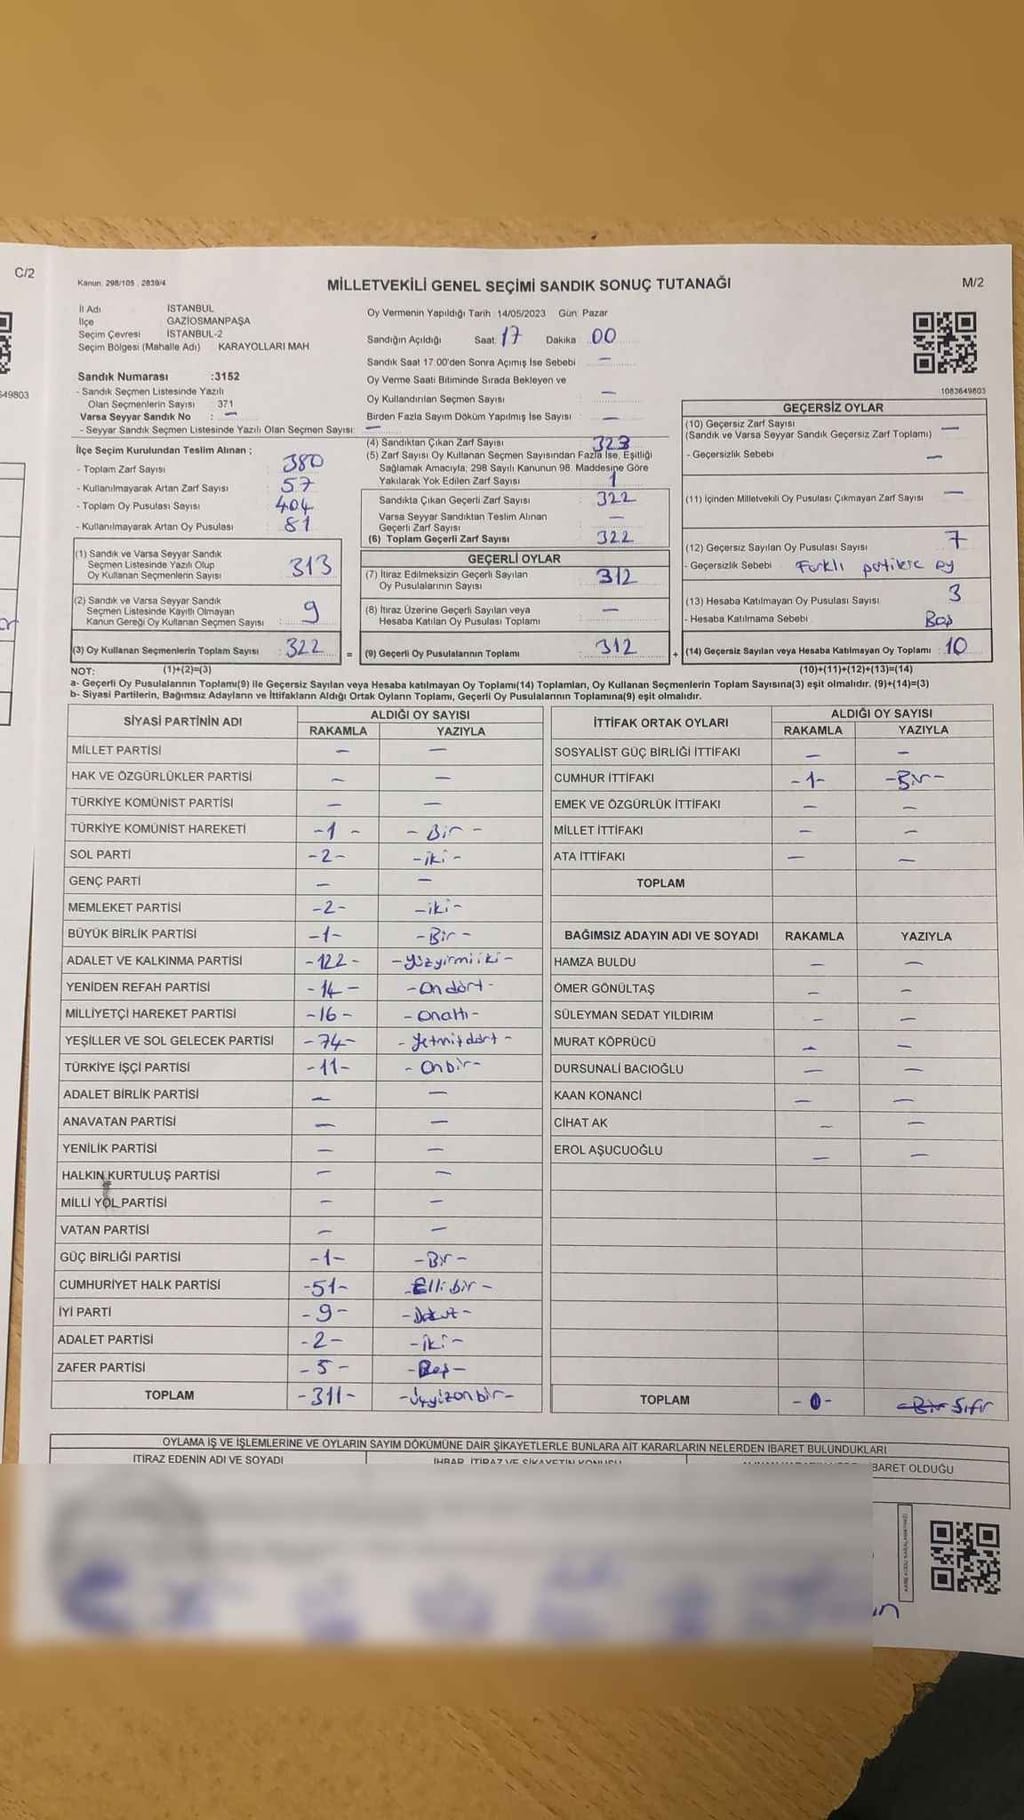 C/2
Kanun. 298/105 , 2839/4
MİLLETVEKİLİ GENEL SEÇİMİ SANDIK SONUÇ TUTANAĞI
M/2
İl Adı İSTANBUL
İlçe GAZİOSMANPAŞA
Seçim Çevresi İSTANBUL-2
Seçim Bölgesi (Mahalle Adı) KARAYOLLARI MAH
Sandık Numarası :3152
- Sandık Seçmen Listesinde Yazılı
Olan Seçmenlerin Sayısı 371
Varsa Seyyar Sandık No : —
- Seyyar Sandık Seçmen Listesinde Yazılı Olan Seçmen Sayısı: —
Oy Vermenin Yapıldığı Tarih 14/05/2023 Gün: Pazar
Sandığın Açıldığı Saat: 17 Dakika 00
Sandık Saat 17:00'den Sonra Açımış İse Sebebi —
Oy Verme Saati Bitiminde Sırada Bekleyen ve
Oy Kullandırılan Seçmen Sayısı —
Birden Fazla Sayım Döküm Yapılmış İse Sayısı —
649803
1083649803
İlçe Seçim Kurulundan Teslim Alınan ;
- Toplam Zarf Sayısı 380
- Kullanılmayarak Artan Zarf Sayısı 57
- Toplam Oy Pusulası Sayısı 404
- Kullanılmayarak Artan Oy Pusulası 81
(1) Sandık ve Varsa Seyyar Sandık
Seçmen Listesinde Yazılı Olup
Oy Kullanan Seçmenlerin Sayısı 313
(2) Sandık ve Varsa Seyyar Sandık
Seçmen Listesinde Kayıtlı Olmayan
Kanun Gereği Oy Kullanan Seçmen Sayısı 9
(3) Oy Kullanan Seçmenlerin Toplam Sayısı 322 =
(4) Sandıktan Çıkan Zarf Sayısı 323
(5) Zarf Sayısı Oy Kullanan Seçmen Sayısından Fazla İse, Eşitliği
Sağlamak Amacıyla; 298 Sayılı Kanunun 98. Maddesine Göre
Yakılarak Yok Edilen Zarf Sayısı 1
Sandıkta Çıkan Geçerli Zarf Sayısı 322
Varsa Seyyar Sandıktan Teslim Alınan
Geçerli Zarf Sayısı —
(6) Toplam Geçerli Zarf Sayısı 322
GEÇERLİ OYLAR
(7) İtiraz Edilmeksizin Geçerli Sayılan
Oy Pusulalarının Sayısı 312
(8) İtiraz Üzerine Geçerli Sayılan veya
Hesaba Katılan Oy Pusulası Toplamı —
(9) Geçerli Oy Pusulalarının Toplamı 312 +
GEÇERSİZ OYLAR
(10) Geçersiz Zarf Sayısı —
(Sandık ve Varsa Seyyar Sandık Geçersiz Zarf Toplamı)
- Geçersizlik Sebebi —
(11) İçinden Milletvekili Oy Pusulası Çıkmayan Zarf Sayısı —
(12) Geçersiz Sayılan Oy Pusulası Sayısı 7
- Geçersizlik Sebebi Farklı partilere oy
(13) Hesaba Katılmayan Oy Pusulası Sayısı 3
- Hesaba Katılmama Sebebi Boş
(14) Geçersiz Sayılan veya Hesaba Katılmayan Oy Toplamı : 10
NOT: (1)+(2)=(3) (10)+(11)+(12)+(13)=(14)
a- Geçerli Oy Pusulalarının Toplamı(9) ile Geçersiz Sayılan veya Hesaba katılmayan Oy Toplamı(14) Toplamları, Oy Kullanan Seçmenlerin Toplam Sayısına(3) eşit olmalıdır. (9)+(14)=(3)
b- Siyasi Partilerin, Bağımsız Adayların ve İttifakların Aldığı Ortak Oyların Toplamı, Geçerli Oy Pusulalarının Toplamına(9) eşit olmalıdır.
SİYASİ PARTİNİN ADI ALDIĞI OY SAYISI
RAKAMLA YAZIYLA
MİLLET PARTİSİ — —
HAK VE ÖZGÜRLÜKLER PARTİSİ — —
TÜRKİYE KOMÜNİST PARTİSİ — —
TÜRKİYE KOMÜNİST HAREKETİ -1- -Bir-
SOL PARTİ -2- -iki-
GENÇ PARTİ — —
MEMLEKET PARTİSİ -2- -iki-
BÜYÜK BİRLİK PARTİSİ -1- -Bir-
ADALET VE KALKINMA PARTİSİ -122- -yüzyirmiiki-
YENİDEN REFAH PARTİSİ -14- -Ondört-
MİLLİYETÇİ HAREKET PARTİSİ -16- -Onaltı-
YEŞİLLER VE SOL GELECEK PARTİSİ -74- -yetmişdört-
TÜRKİYE İŞÇİ PARTİSİ -11- -Onbir-
ADALET BİRLİK PARTİSİ — —
ANAVATAN PARTİSİ — —
YENİLİK PARTİSİ — —
HALKIN KURTULUŞ PARTİSİ — —
MİLLİ YOL PARTİSİ — —
VATAN PARTİSİ — —
GÜÇ BİRLİĞİ PARTİSİ -1- -Bir-
CUMHURİYET HALK PARTİSİ -51- -Ellibir-
İYİ PARTİ -9- -Dokuz-
ADALET PARTİSİ -2- -iki-
ZAFER PARTİSİ -5- -Beş-
TOPLAM -311- -Üçyüzonbir-
İTTİFAK ORTAK OYLARI ALDIĞI OY SAYISI
RAKAMLA YAZIYLA
SOSYALİST GÜÇ BİRLİĞİ İTTİFAKI — —
CUMHUR İTTİFAKI -1- -Bir-
EMEK VE ÖZGÜRLÜK İTTİFAKI — —
MİLLET İTTİFAKI — —
ATA İTTİFAKI — —
TOPLAM
BAĞIMSIZ ADAYIN ADI VE SOYADI RAKAMLA YAZIYLA
HAMZA BULDU — —
ÖMER GÖNÜLTAŞ — —
SÜLEYMAN SEDAT YILDIRIM — —
MURAT KÖPRÜCÜ — —
DURSUNALİ BACIOĞLU — —
KAAN KONANCİ — —
CİHAT AK — —
EROL AŞUCUOĞLU — —
TOPLAM -0- -Bir Sıfır
OYLAMA İŞ VE İŞLEMLERİNE VE OYLARIN SAYIM DÖKÜMÜNE DAİR ŞİKAYETLERLE BUNLARA AİT KARARLARIN NELERDEN İBARET BULUNDUKLARI
İTİRAZ EDENİN ADI VE SOYADI İHBAR, İTİRAZ VE ŞİKAYETİN KONUSU BARET OLDUĞU